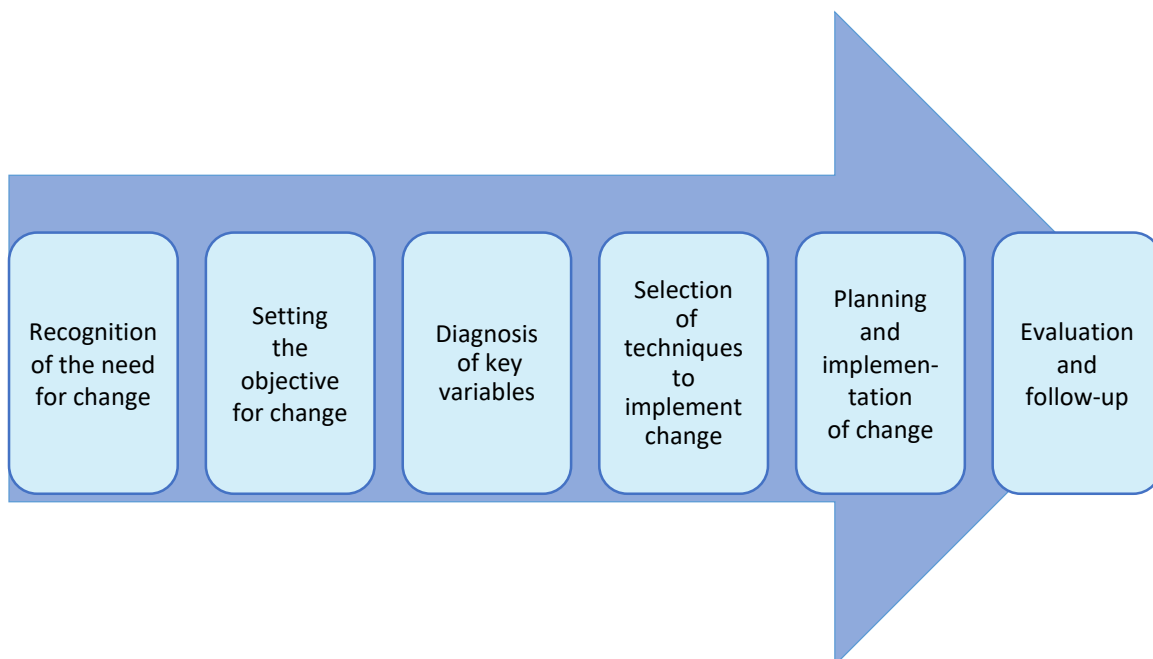 Recognition
of the need
for change
Setting
the
objective
for change
Diagnosis
of key
variables
Selection
of
techniques
to
implement
change
Planning
and
implemen-
tation
of change
Evaluation
and
follow-up